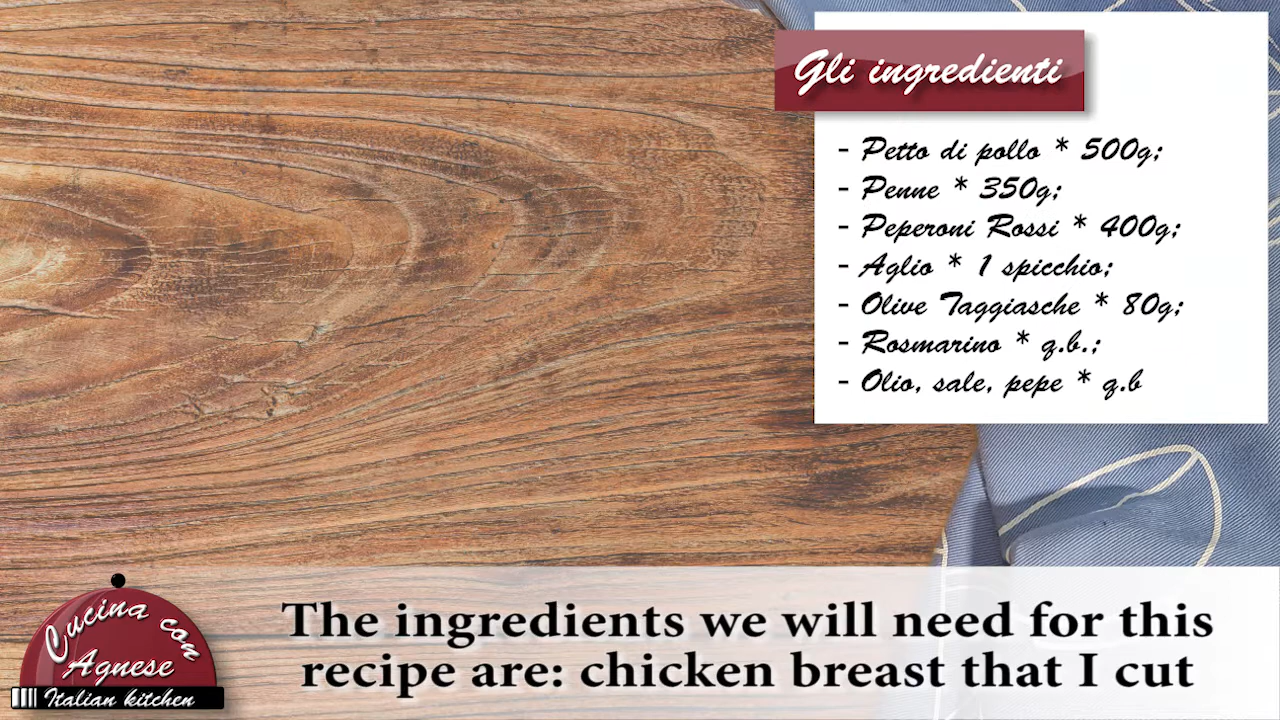 Gli ingredienti
- Petto di pollo * 500g;
- Penne * 350g;
- Peperoni Rossi * 400g;
- Aglio * 1 spicchio;
- Olive Taggiasche * 80g;
- Rosmarino * q.b.;
- Olio, sale, pepe * q.b
Cucina con
Agnese
Italian kitchen
The ingredients we will need for this
recipe are: chicken breast that I cut